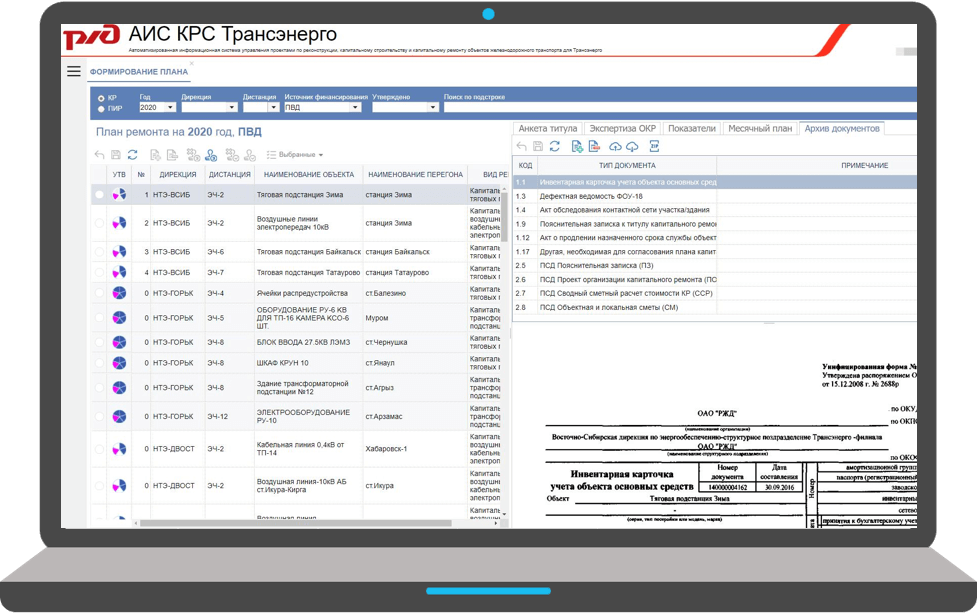 РЖД
АИС КРС Трансэнерго
Автоматизированная информационная система управления проектами по реконструкции, капитальному строительству и капитальному ремонту объектов железнодорожного транспорта для Трансэнерго
ФОРМИРОВАНИЕ ПЛАНА
КР
ПИР
Год
2020
Дирекция
Дистанция
Источник финансирования
ПВД
Утверждено
Поиск по подстроке
План ремонта на 2020 год, ПВД
Выбранные
УТВ № ДИРЕКЦИЯ ДИСТАНЦИЯ НАИМЕНОВАНИЕ ОБЪЕКТА НАИМЕНОВАНИЕ ПЕРЕГОНА ВИД РЕ
1 НТЭ-ВСИБ ЭЧ-2 Тяговая подстанция Зима станция Зима Капиталь
тяговых г
2 НТЭ-ВСИБ ЭЧ-2 Воздушные линии
электропередач 10кВ станция Зима Капиталь
воздушн
кабельны
электроп
3 НТЭ-ВСИБ ЭЧ-6 Тяговая подстанция Байкальск станция Байкальск Капиталь
тяговых г
4 НТЭ-ВСИБ ЭЧ-7 Тяговая подстанция Татаурово станция Татаурово Капиталь
тяговых г
0 НТЭ-ГОРЬК ЭЧ-4 Ячейки распредустройства ст.Балезино Капиталь
тяговых г
0 НТЭ-ГОРЬК ЭЧ-5 ОБОРУДОВАНИЕ РУ-6 КВ
ДЛЯ ТП-16 КАМЕРА КСО-6
ШТ. Муром Капиталь
трансфор
подстанц
0 НТЭ-ГОРЬК ЭЧ-8 БЛОК ВВОДА 27.5КВ ЛЭМЗ ст.Чернушка Капиталь
тяговых г
0 НТЭ-ГОРЬК ЭЧ-8 ШКАФ КРУН 10 ст.Янаул Капиталь
тяговых г
0 НТЭ-ГОРЬК ЭЧ-8 Здание трансформаторной
подстанции №12 ст.Агрыз Капиталь
трансфор
подстанц
0 НТЭ-ГОРЬК ЭЧ-12 ЭЛЕКТРООБОРУДОВАНИЕ
РУ-10 ст.Арзамас Капиталь
трансфор
подстанц
0 НТЭ-ДВОСТ ЭЧ-2 Кабельная линия 0,4кВ от
ТП-14 Хабаровск-1 Капиталь
воздушн
кабельны
электроп
0 НТЭ-ДВОСТ ЭЧ-2 Воздушная линия-10кВ АБ
ст.Икура-Кирга ст.Икура Капиталь
воздушн
кабельны
электроп
Воздушная линия Капиталь
Анкета титула Экспертиза ОКР Показатели Месячный план Архив документов
КОД ТИП ДОКУМЕНТА ПРИМЕЧАНИЕ
1.1 Инвентарная карточка учета объекта основных сред
1.3 Дефектная ведомость ФОУ-18
1.4 Акт обследования контактной сети участка/здания
1.9 Пояснительная записка к титулу капитального ремон
1.12 Акт о продлении назначенного срока службы объект
1.17 Другая, необходимая для согласования плана капит
2.5 ПСД Пояснительная записка (ПЗ)
2.6 ПСД Проект организации капитального ремонта (ПО
2.7 ПСД Сводный сметный расчет стоимости КР (ССР)
2.8 ПСД Объектная и локальная сметы (СМ)
Унифицированная форма №
Утверждена распоряжением О
от 15.12.2008 г. № 2688р
по ОКУД
ОАО "РЖД"
по ОКПО
(наименование организации)
Восточно-Сибирская дирекция по энергообеспечению-структурное подразделение Трансэнерго -филиала
ОАО "РЖД"
(наименование структурного подразделения)
по ОКОФ
Инвентарная карточка
учета объекта основных средств
Номер
документа
Дата
составления
140000004162 30.09.2016
Номер
амортизационной групп
паспорта (регистрационный
заводско
инвентарны
сетево
Объект Тяговая подстанция Зима
(серия, тип постройки или модель, марка)
принятия к бухгалтерскому учет